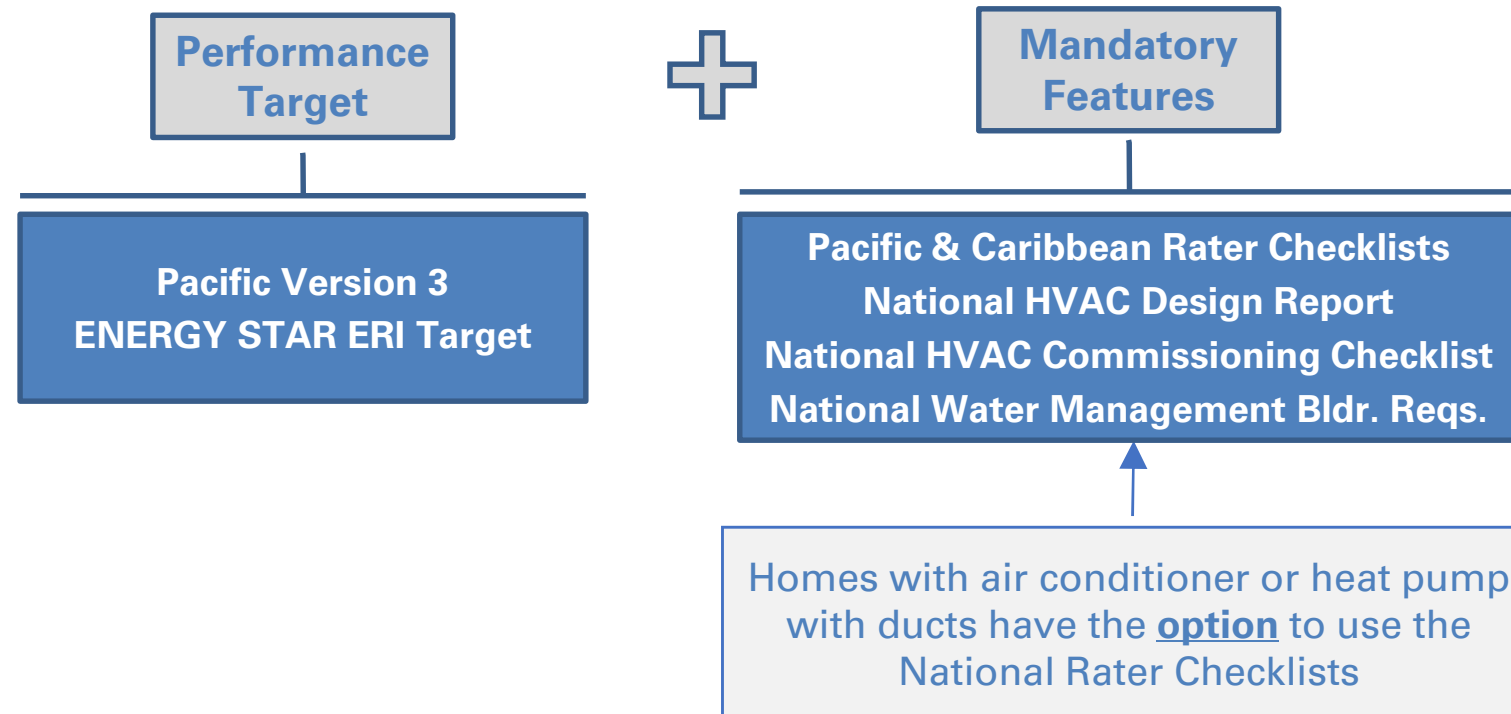 Performance
Target
Mandatory
Features
Pacific Version 3
ENERGY STAR ERI Target
Pacific & Caribbean Rater Checklists
National HVAC Design Report
National HVAC Commissioning Checklist
National Water Management Bldr. Reqs.
Homes with air conditioner or heat pump
with ducts have the option to use the
National Rater Checklists